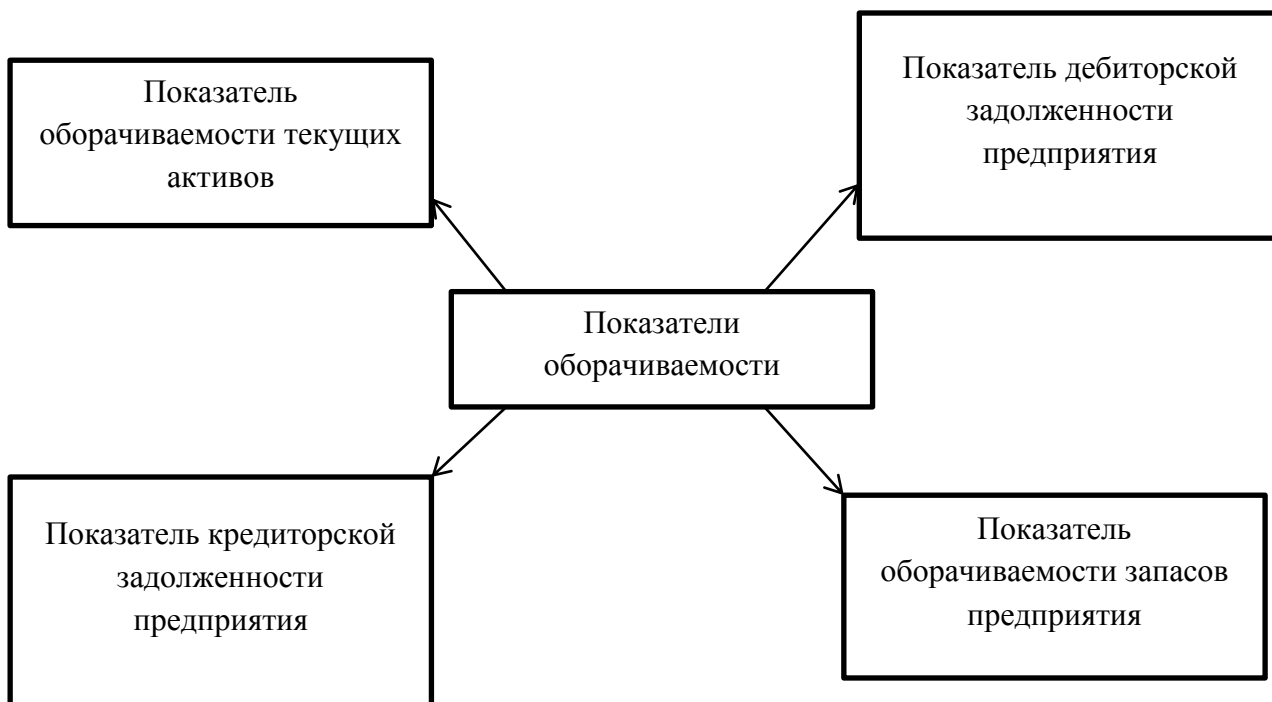 Показатель
оборачиваемости текущих
активов
Показатель дебиторской
задолженности
предприятия
Показатели
оборачиваемости
Показатель кредиторской
задолженности
предприятия
Показатель
оборачиваемости запасов
предприятия